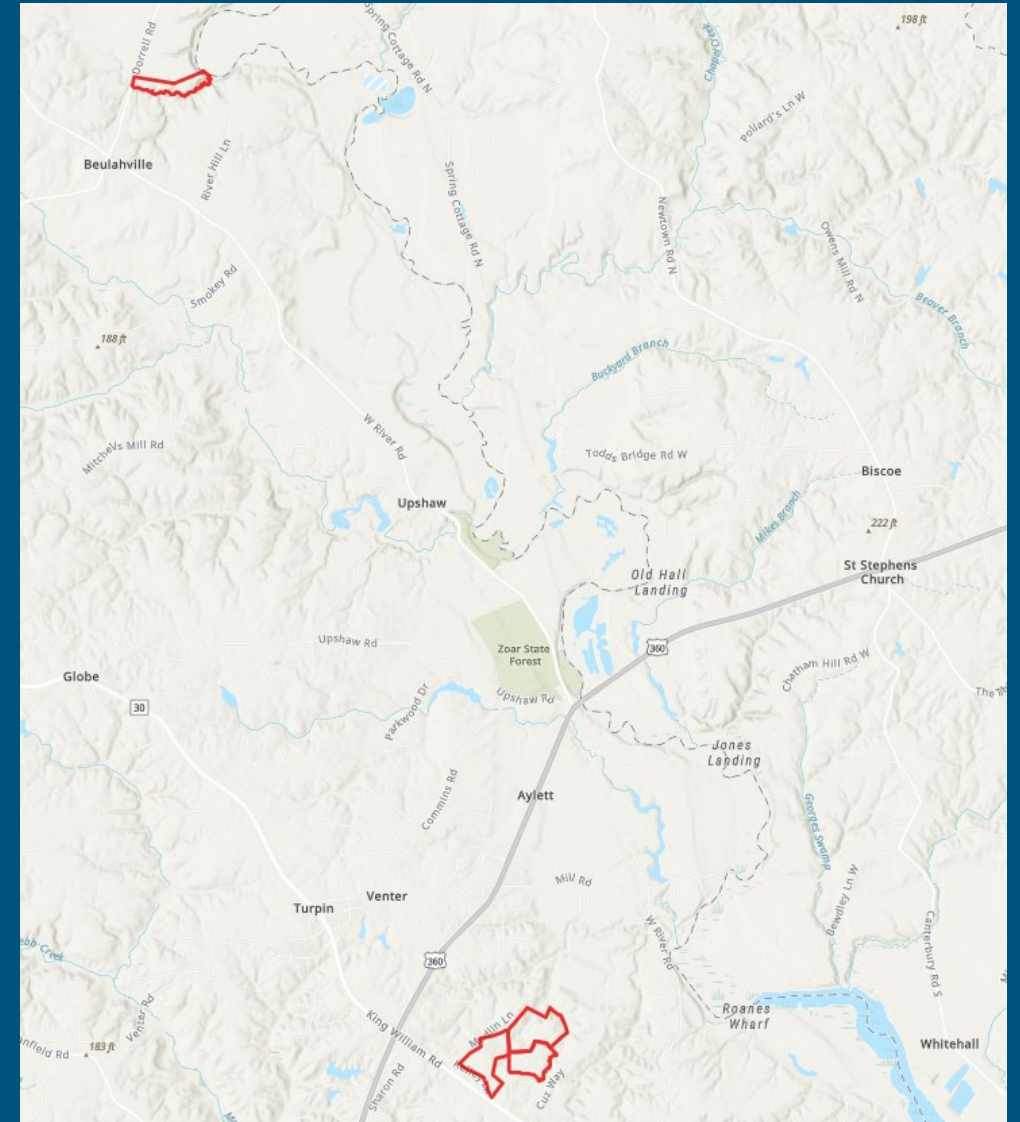 198 ft
Spring Cottage Rd N
Dorrell Rd
Chapel Creek
Pollard's Ln W
Beulahville
River Hill Ln
Spring Cottage Rd N
Newtown Rd N
Owens Mill Rd N
Smokey Rd
Beaver Branch
188 ft
Buckyard Branch
W River Rd
Mitchells Mill Rd
Todds Bridge Rd W
Biscoe
Upshaw
Mikes Branch
222 ft
St Stephens
Church
Old Hall
Landing
Upshaw Rd
Zoar State
Forest
360
Chatham Hill Rd W
Globe
30
Parkwood Dr
Upshaw Rd
Jones
Landing
Commins Rd
Aylett
Georges Swamp
Mill Rd
Venter
Turpin
Bewdley Ln W
Canterbury Rd S
W River Rd
360
Roanes
Wharf
Venter Rd
King William Rd
Whitehall
183 ft
Sharon Rd
Cuz Way